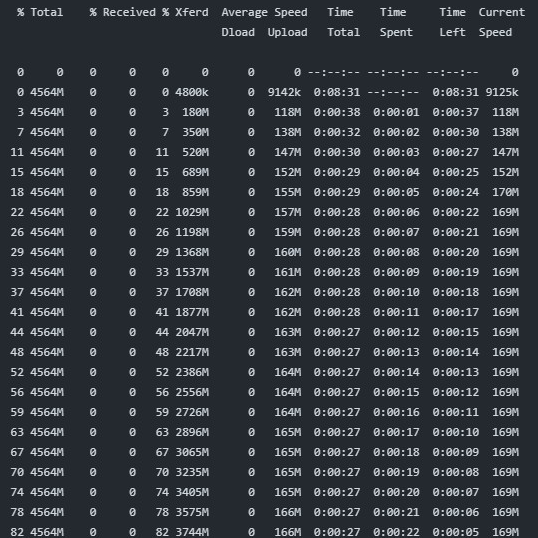 % Total % Received % Xferd Average Speed Time Time Time Current
Dload Upload Total Spent Left Speed
0 0 0 0 0 0 0 0 --:--:-- --:--:-- --:--:-- 0
0 4564M 0 0 0 4800k 0 9142k 0:08:31 --:--:-- 0:08:31 9125k
3 4564M 0 0 3 180M 0 118M 0:00:38 0:00:01 0:00:37 118M
7 4564M 0 0 7 350M 0 138M 0:00:32 0:00:02 0:00:30 138M
11 4564M 0 0 11 520M 0 147M 0:00:30 0:00:03 0:00:27 147M
15 4564M 0 0 15 689M 0 152M 0:00:29 0:00:04 0:00:25 152M
18 4564M 0 0 18 859M 0 155M 0:00:29 0:00:05 0:00:24 170M
22 4564M 0 0 22 1029M 0 157M 0:00:28 0:00:06 0:00:22 169M
26 4564M 0 0 26 1198M 0 159M 0:00:28 0:00:07 0:00:21 169M
29 4564M 0 0 29 1368M 0 160M 0:00:28 0:00:08 0:00:20 169M
33 4564M 0 0 33 1537M 0 161M 0:00:28 0:00:09 0:00:19 169M
37 4564M 0 0 37 1708M 0 162M 0:00:28 0:00:10 0:00:18 169M
41 4564M 0 0 41 1877M 0 162M 0:00:28 0:00:11 0:00:17 169M
44 4564M 0 0 44 2047M 0 163M 0:00:27 0:00:12 0:00:15 169M
48 4564M 0 0 48 2217M 0 163M 0:00:27 0:00:13 0:00:14 169M
52 4564M 0 0 52 2386M 0 164M 0:00:27 0:00:14 0:00:13 169M
56 4564M 0 0 56 2556M 0 164M 0:00:27 0:00:15 0:00:12 169M
59 4564M 0 0 59 2726M 0 164M 0:00:27 0:00:16 0:00:11 169M
63 4564M 0 0 63 2896M 0 165M 0:00:27 0:00:17 0:00:10 169M
67 4564M 0 0 67 3065M 0 165M 0:00:27 0:00:18 0:00:09 169M
70 4564M 0 0 70 3235M 0 165M 0:00:27 0:00:19 0:00:08 169M
74 4564M 0 0 74 3405M 0 165M 0:00:27 0:00:20 0:00:07 169M
78 4564M 0 0 78 3575M 0 166M 0:00:27 0:00:21 0:00:06 169M
82 4564M 0 0 82 3744M 0 166M 0:00:27 0:00:22 0:00:05 169M